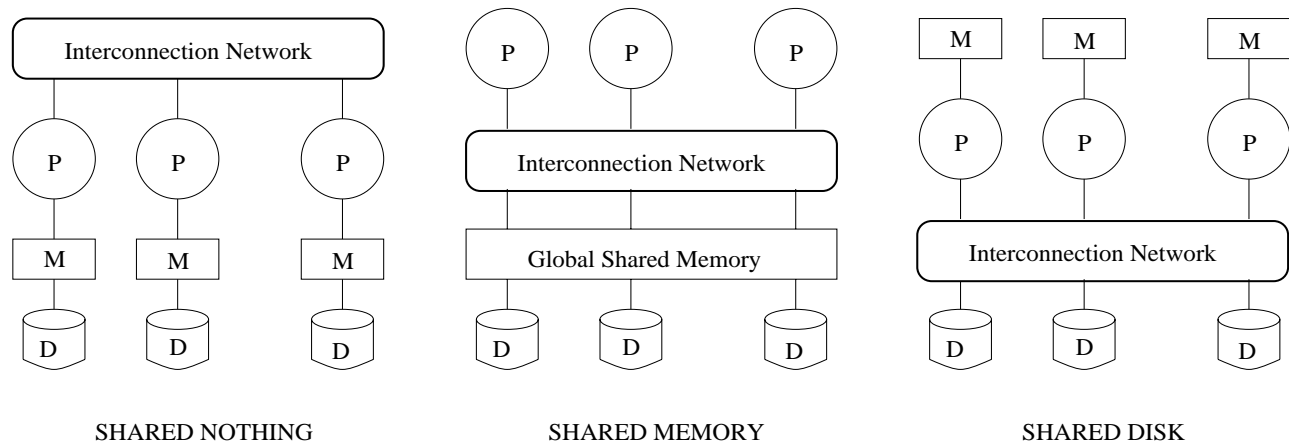 Interconnection Network
P P P
M M M
D D D
SHARED NOTHING
P P P
Interconnection Network
Global Shared Memory
D D D
SHARED MEMORY
M M M
P P P
Interconnection Network
D D D
SHARED DISK